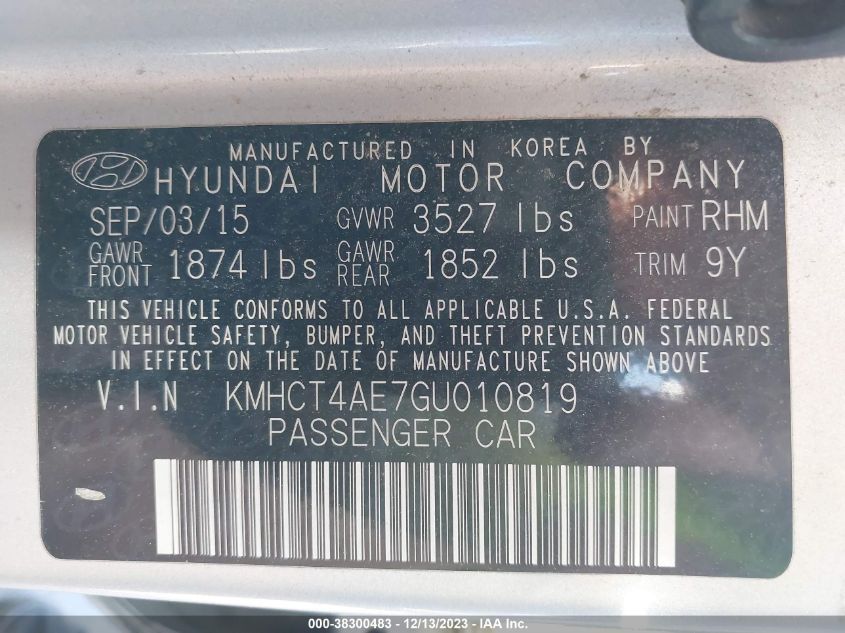 MANUFACTURED IN KOREA BY
HYUNDAI MOTOR COMPANY
SEP/03/15 GVWR 3527 lbs PAINT RHM
GAWR FRONT 1874 lbs GAWR REAR 1852 lbs TRIM 9Y
THIS VEHICLE CONFORMS TO ALL APPLICABLE U.S.A. FEDERAL
MOTOR VEHICLE SAFETY, BUMPER, AND THEFT PREVENTION STANDARDS
IN EFFECT ON THE DATE OF MANUFACTURE SHOWN ABOVE
V.I.N KMHCT4AE7GU010819
PASSENGER CAR
000-38300483 - 12/13/2023 - IAA Inc.